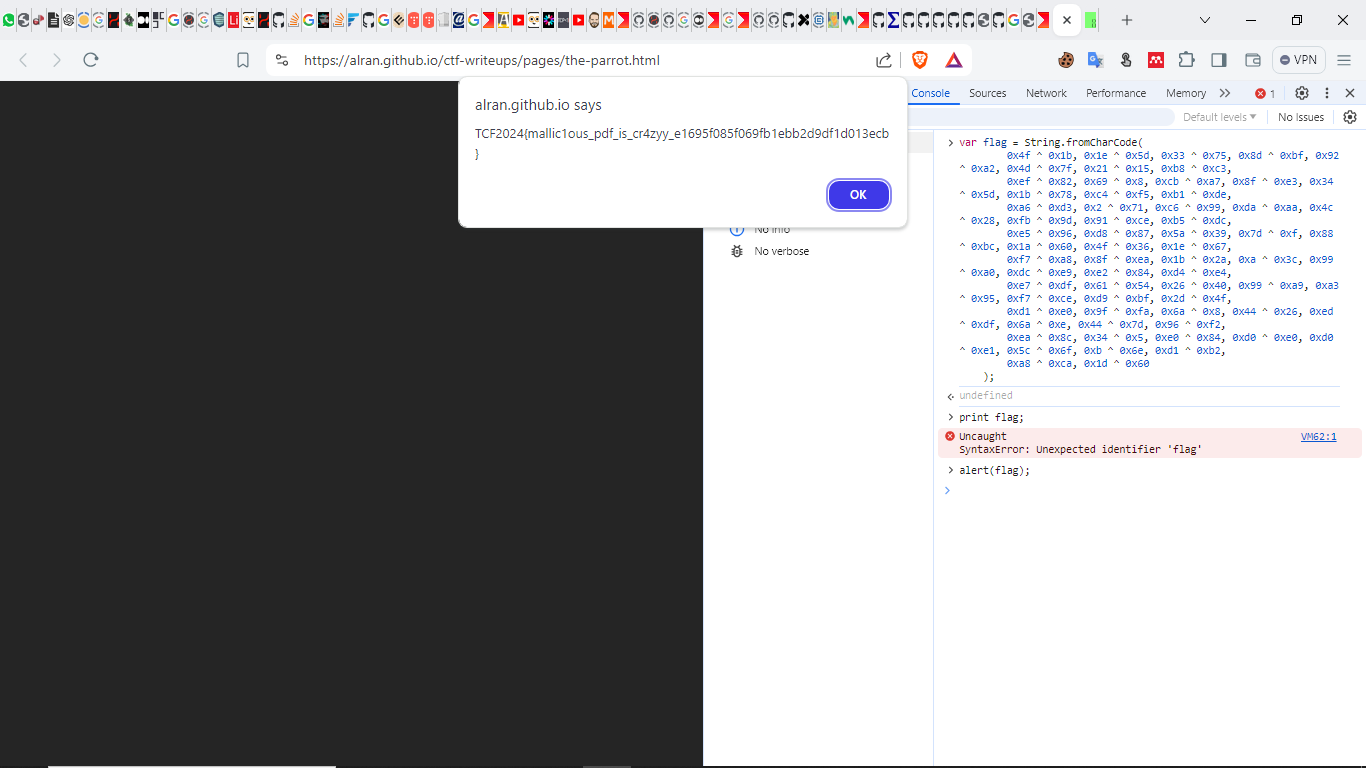 https://alran.github.io/ctf-writeups/pages/the-parrot.html
VPN
alran.github.io says
TCF2024{mallic1ous_pdf_is_cr4zyy_e1695f085f069fb1ebb2d9df1d013ecb
}
OK
Console Sources Network Performance Memory 1
Default levels No Issues
No info
No verbose
var flag = String.fromCharCode(
0x4f ^ 0x1b, 0x1e ^ 0x5d, 0x33 ^ 0x75, 0x8d ^ 0xbf, 0x92
^ 0xa2, 0x4d ^ 0x7f, 0x21 ^ 0x15, 0xb8 ^ 0xc3,
0xef ^ 0x82, 0x69 ^ 0x8, 0xcb ^ 0xa7, 0x8f ^ 0xe3, 0x34
^ 0x5d, 0x1b ^ 0x78, 0xc4 ^ 0xf5, 0xb1 ^ 0xde,
0xa6 ^ 0xd3, 0x2 ^ 0x71, 0xc6 ^ 0x99, 0xda ^ 0xaa, 0x4c
^ 0x28, 0xfb ^ 0x9d, 0x91 ^ 0xce, 0xb5 ^ 0xdc,
0xe5 ^ 0x96, 0xd8 ^ 0x87, 0x5a ^ 0x39, 0x7d ^ 0xf, 0x88
^ 0xbc, 0x1a ^ 0x60, 0x4f ^ 0x36, 0x1e ^ 0x67,
0xf7 ^ 0xa8, 0x8f ^ 0xea, 0x1b ^ 0x2a, 0xa ^ 0x3c, 0x99
^ 0xa0, 0xdc ^ 0xe9, 0xe2 ^ 0x84, 0xd4 ^ 0xe4,
0xe7 ^ 0xdf, 0x61 ^ 0x54, 0x26 ^ 0x40, 0x99 ^ 0xa9, 0xa3
^ 0x95, 0xf7 ^ 0xce, 0xd9 ^ 0xbf, 0x2d ^ 0x4f,
0xd1 ^ 0xe0, 0x9f ^ 0xfa, 0x6a ^ 0x8, 0x44 ^ 0x26, 0xed
^ 0xdf, 0x6a ^ 0xe, 0x44 ^ 0x7d, 0x96 ^ 0xf2,
0xea ^ 0x8c, 0x34 ^ 0x5, 0xe0 ^ 0x84, 0xd0 ^ 0xe0, 0xd0
^ 0xe1, 0x5c ^ 0x6f, 0xb ^ 0x6e, 0xd1 ^ 0xb2,
0xa8 ^ 0xca, 0x1d ^ 0x60
);
undefined
print flag;
Uncaught VM62:1
SyntaxError: Unexpected identifier 'flag'
alert(flag);